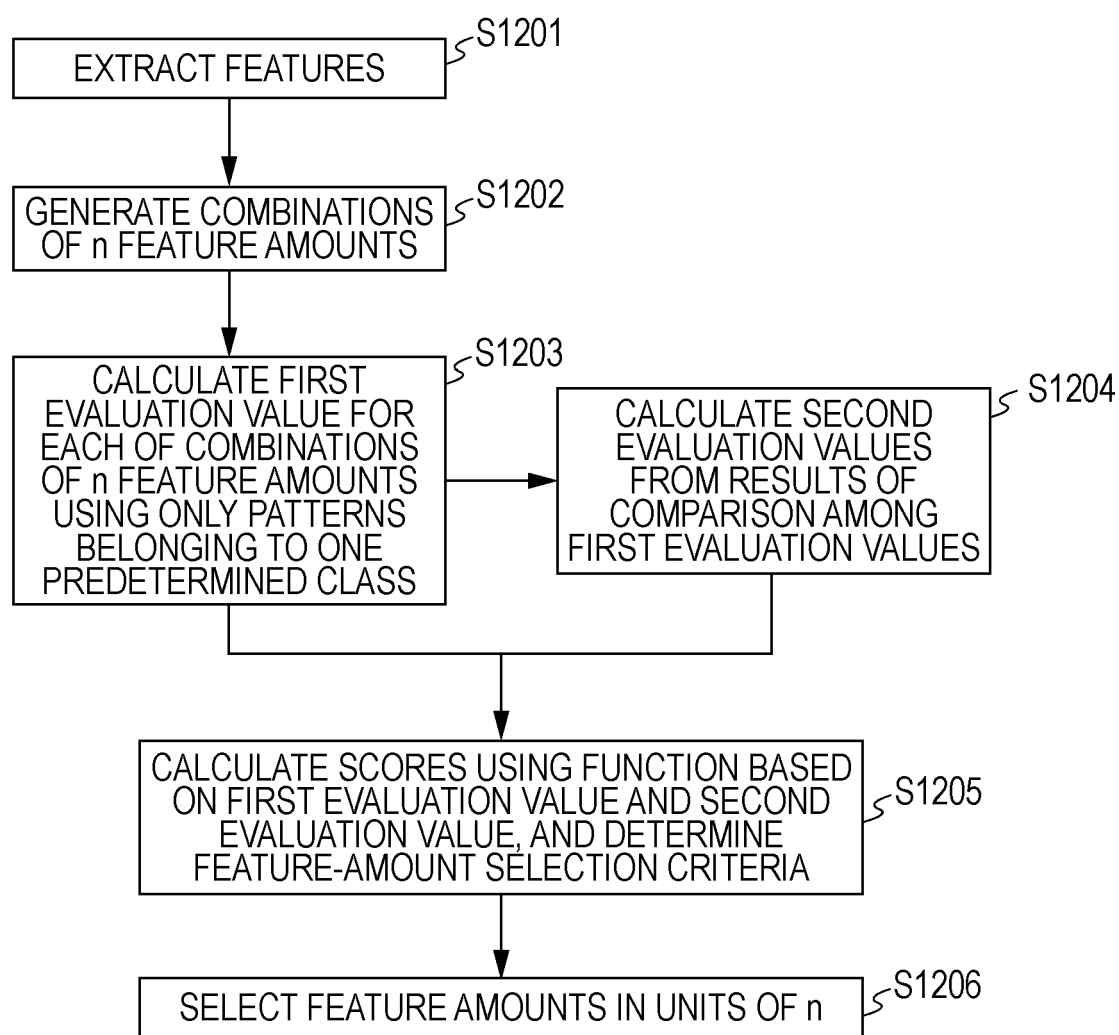 S1201
EXTRACT FEATURES
S1202
GENERATE COMBINATIONS
OF n FEATURE AMOUNTS
S1203
CALCULATE FIRST
EVALUATION VALUE FOR
EACH OF COMBINATIONS
OF n FEATURE AMOUNTS
USING ONLY PATTERNS
BELONGING TO ONE
PREDETERMINED CLASS
S1204
CALCULATE SECOND
EVALUATION VALUES
FROM RESULTS OF
COMPARISON AMONG
FIRST EVALUATION VALUES
CALCULATE SCORES USING FUNCTION BASED
ON FIRST EVALUATION VALUE AND SECOND
EVALUATION VALUE, AND DETERMINE
FEATURE-AMOUNT SELECTION CRITERIA
S1205
SELECT FEATURE AMOUNTS IN UNITS OF n
S1206